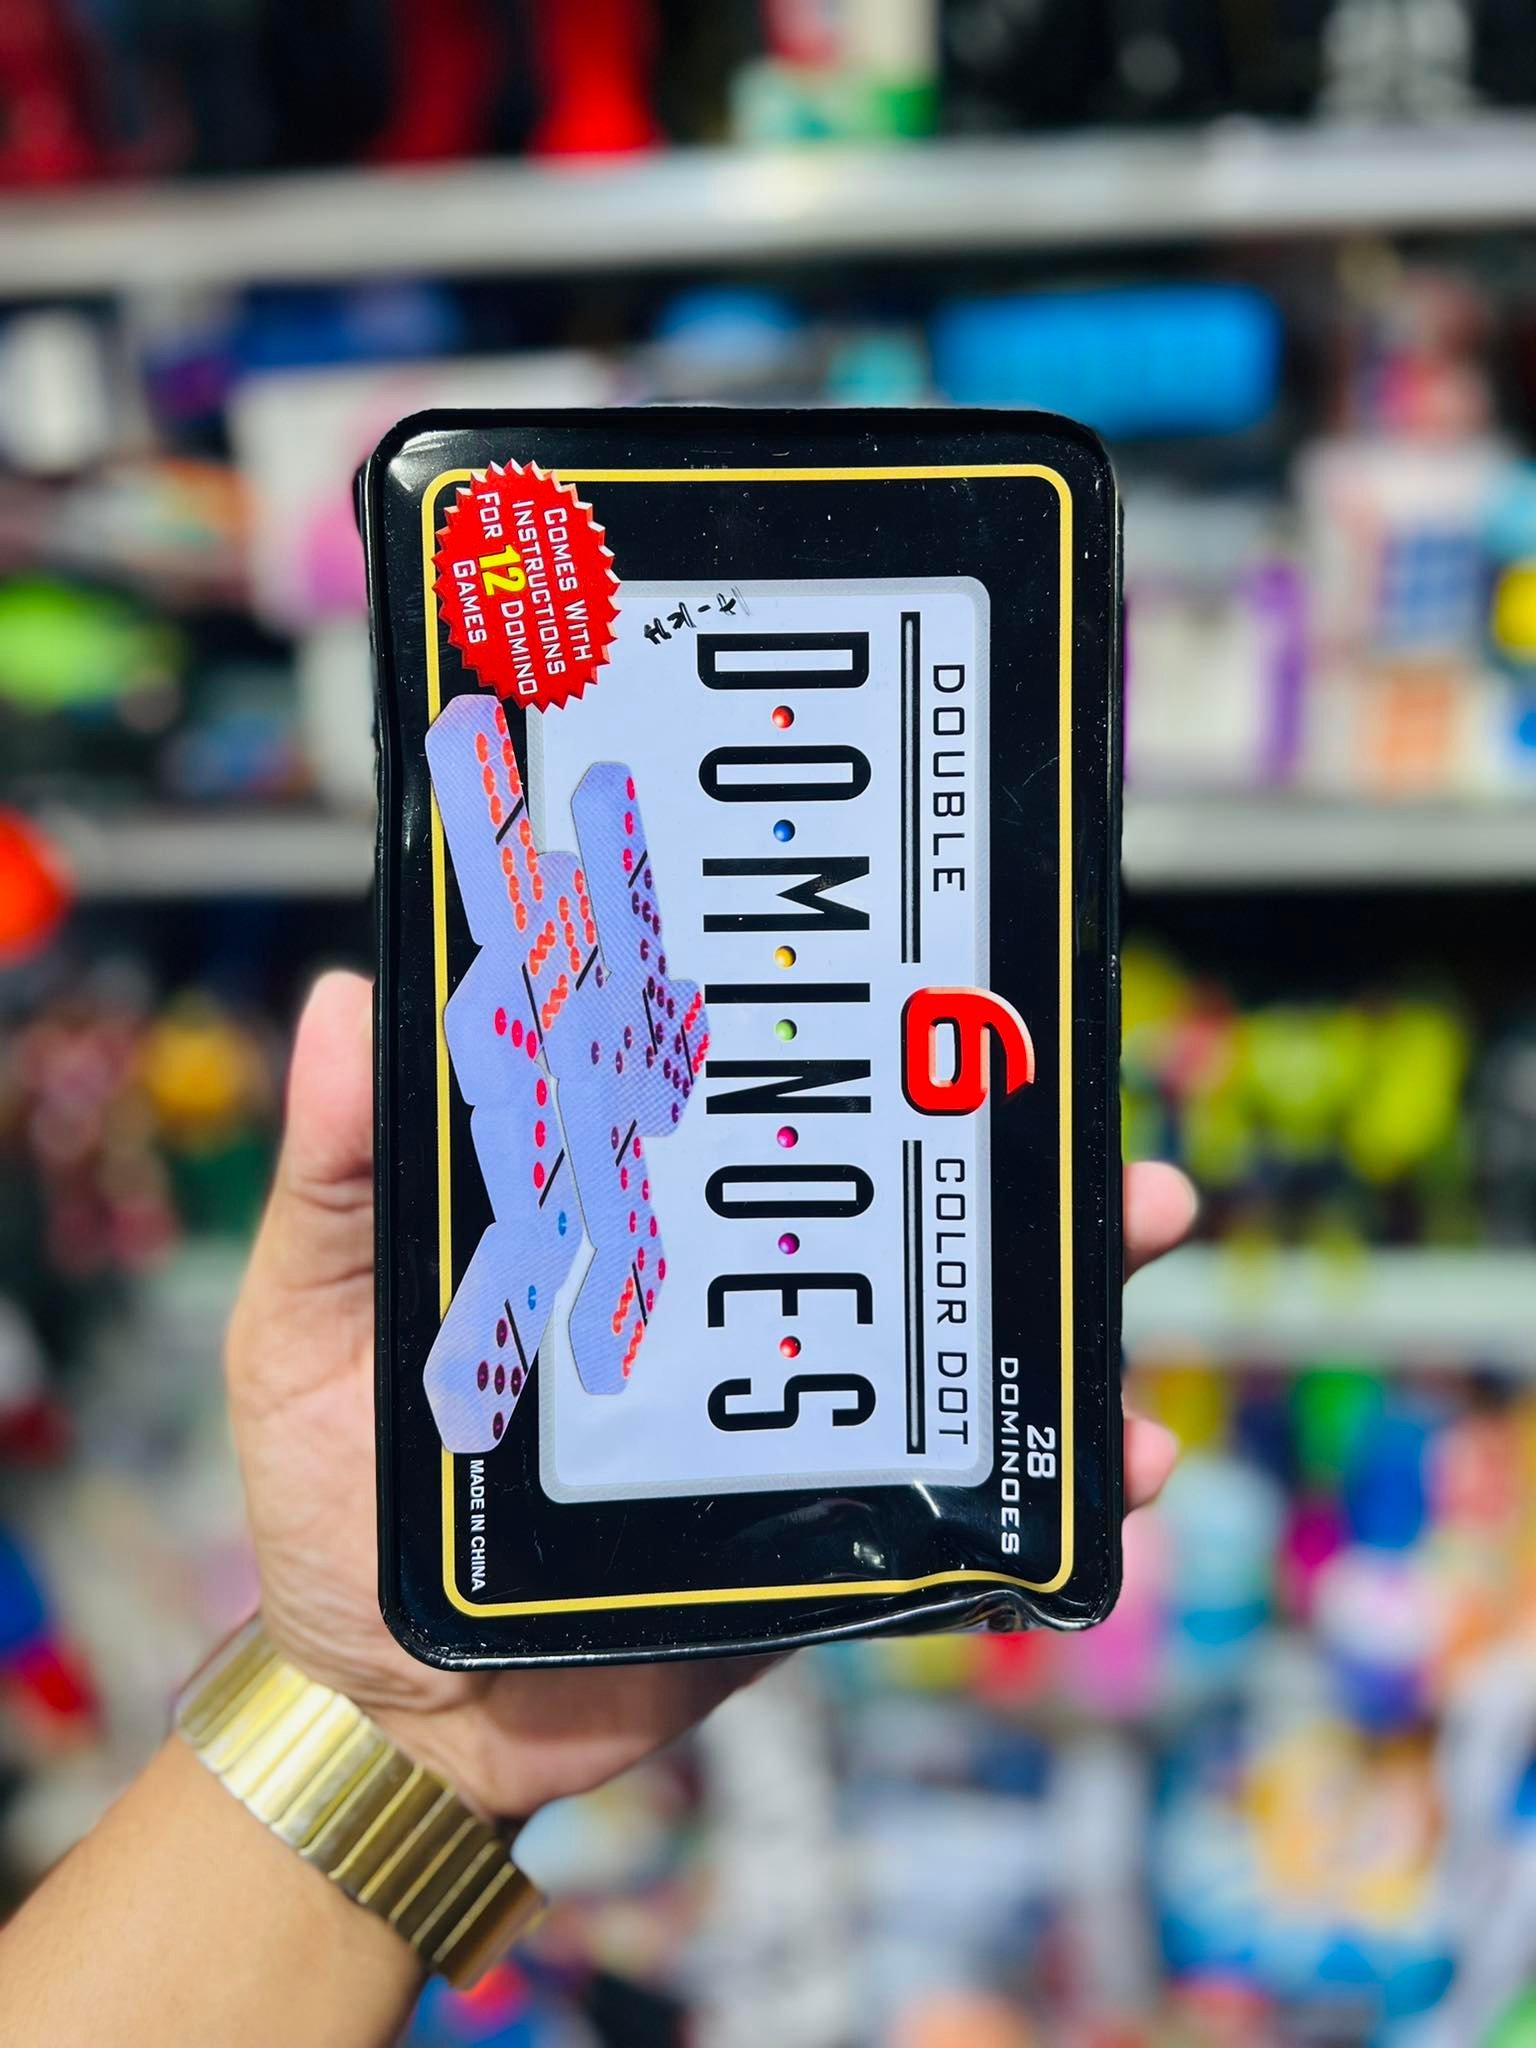 28
DOMINOES
DOUBLE 6 COLOR DOT
D•O•M•I•N•O•E•S
COMES WITH
INSTRUCTIONS
FOR 12 DOMINO
GAMES
MADE IN CHINA